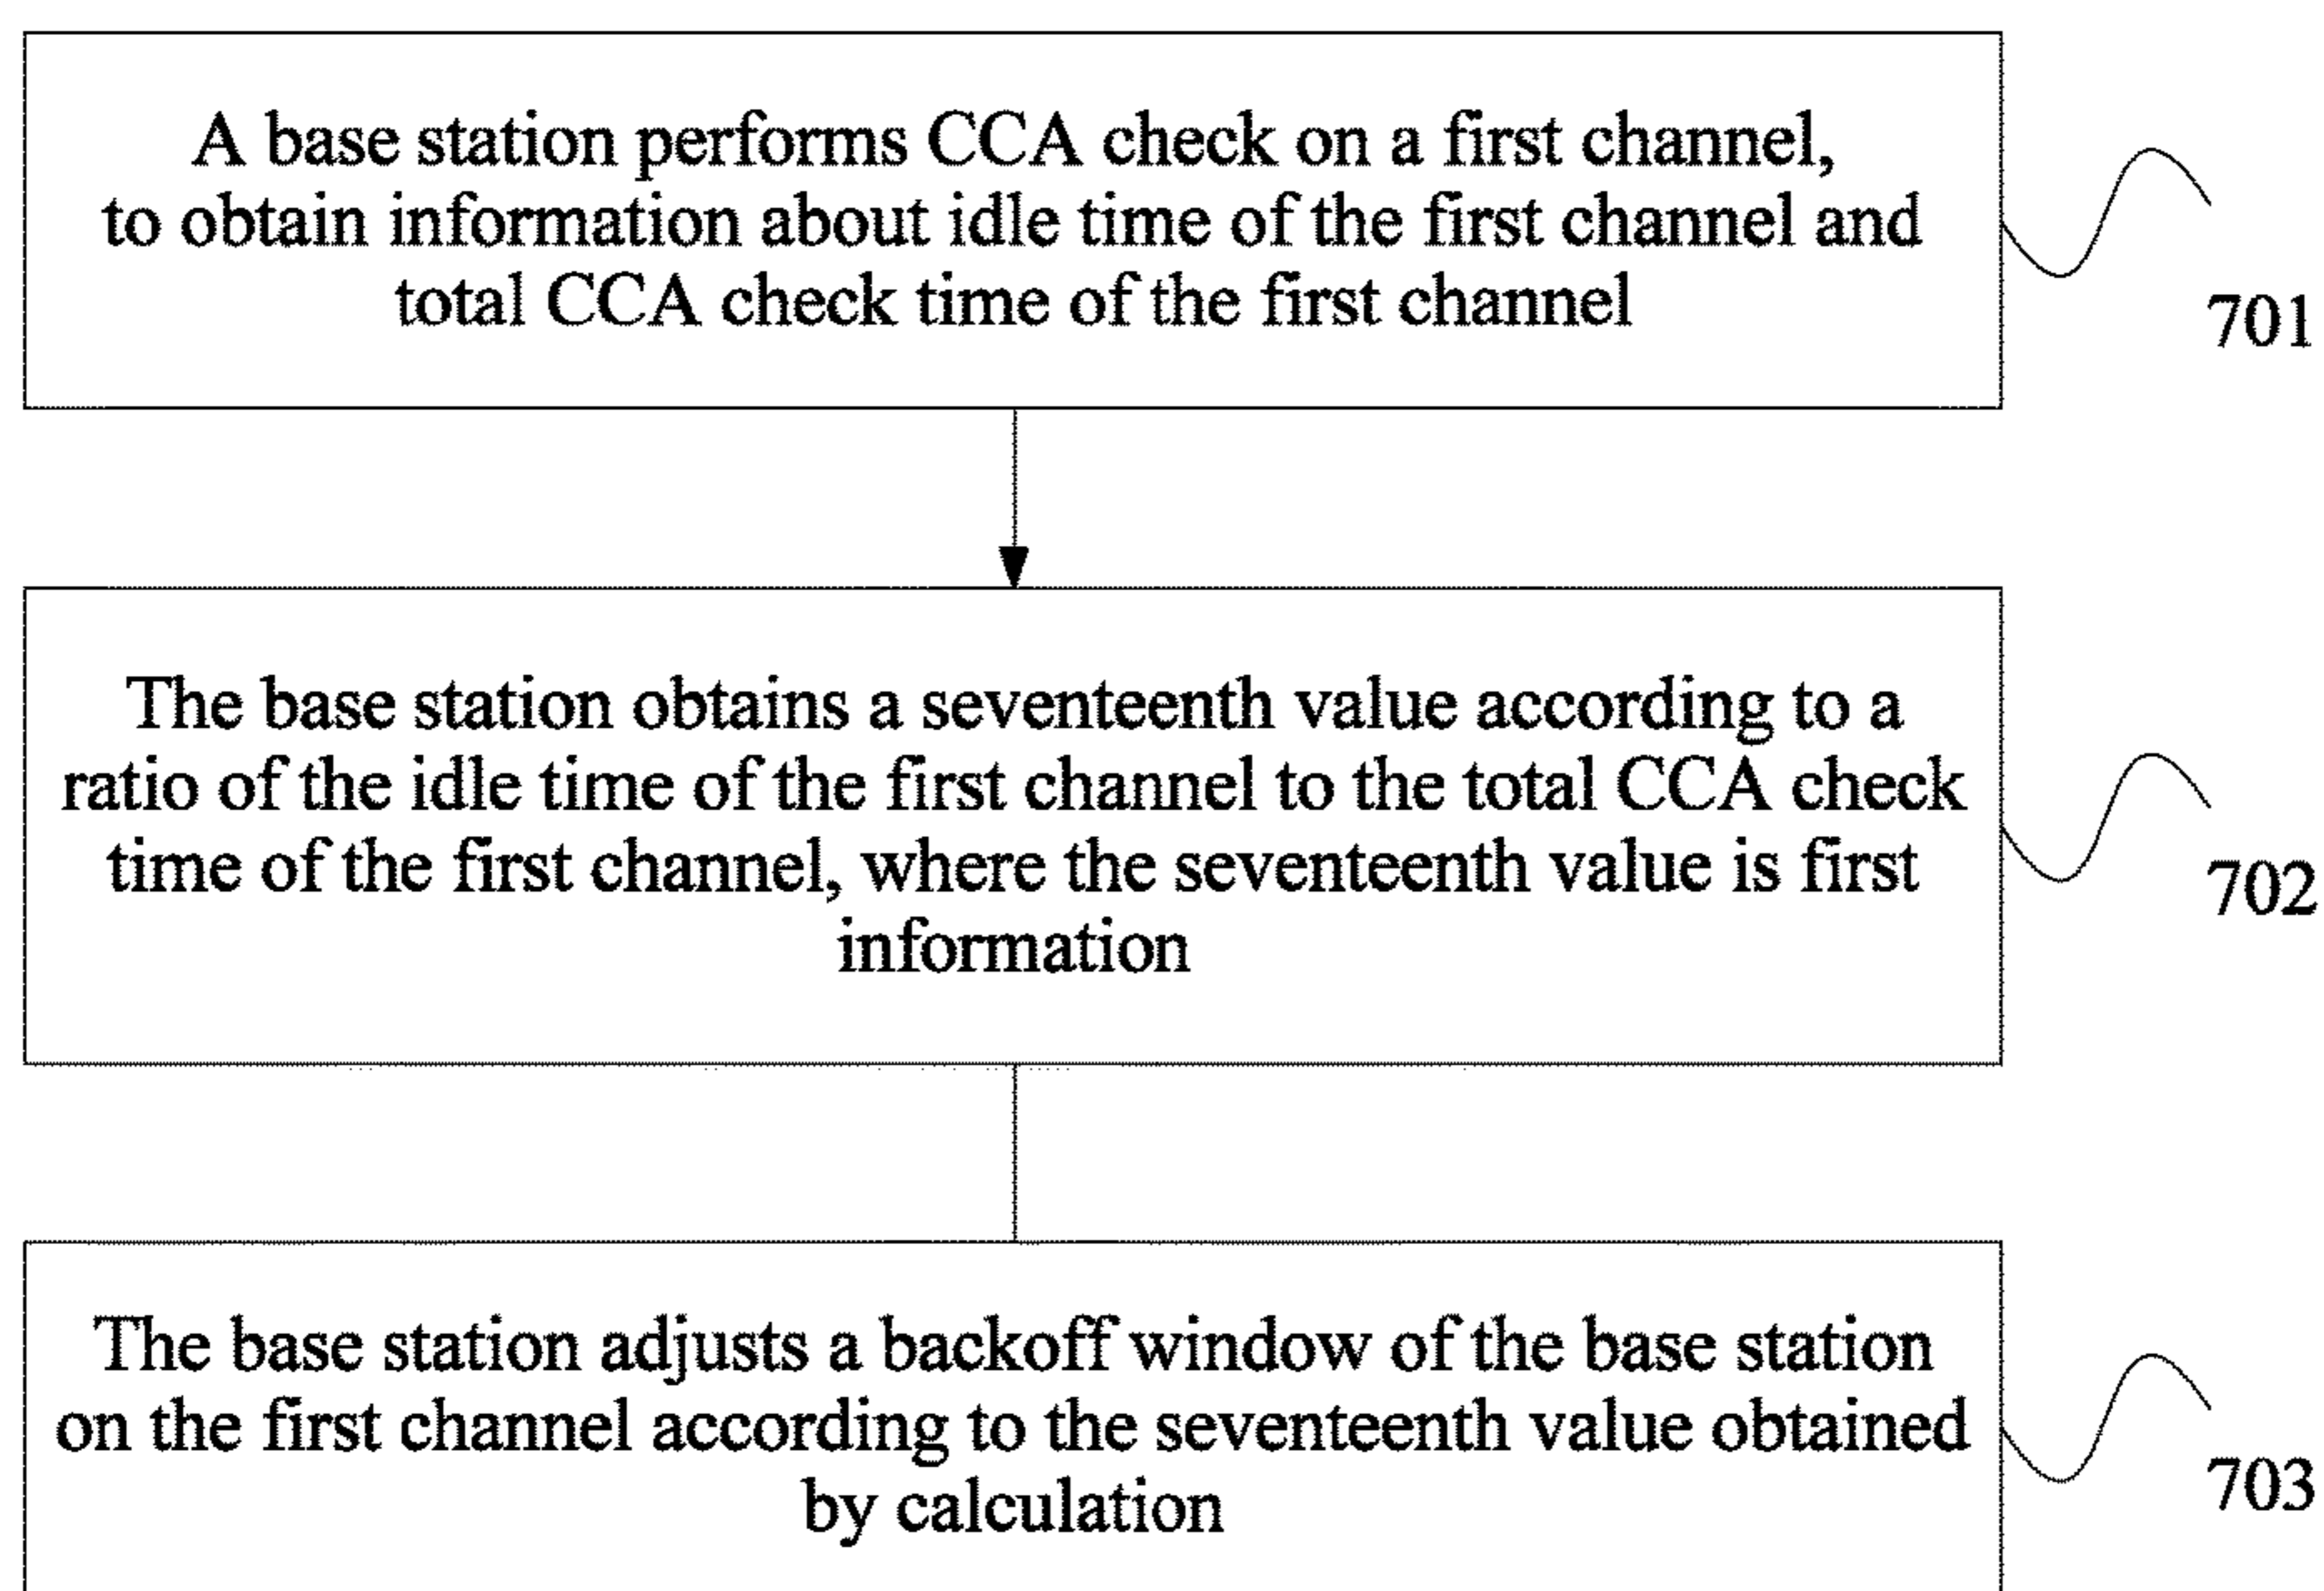 A base station performs CCA check on a first channel,
to obtain information about idle time of the first channel and
total CCA check time of the first channel
701
The base station obtains a seventeenth value according to a
ratio of the idle time of the first channel to the total CCA check
time of the first channel, where the seventeenth value is first
information
702
The base station adjusts a backoff window of the base station
on the first channel according to the seventeenth value obtained
by calculation
703